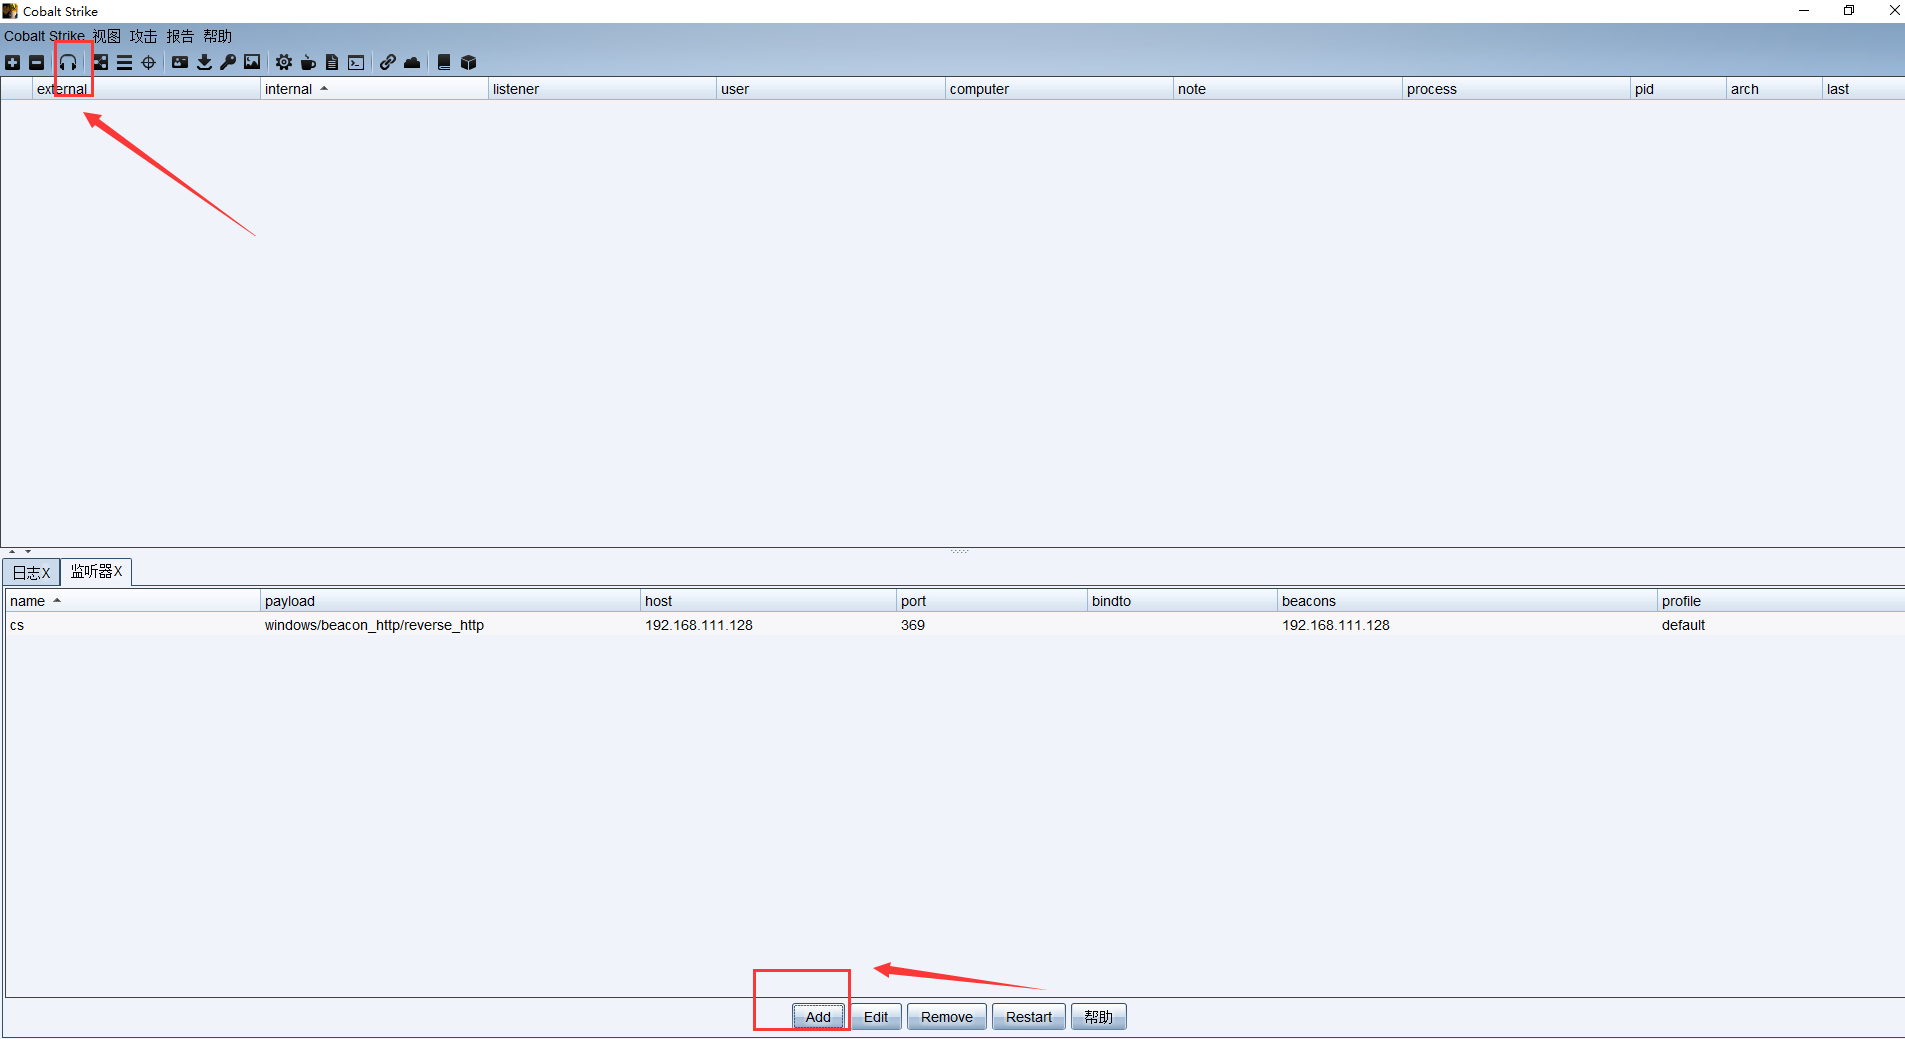 Cobalt Strike
Cobalt Strike 视图 攻击 报告 帮助
external internal listener user computer note process pid arch last
日志X 监听器X
name payload host port bindto beacons profile
cs windows/beacon_http/reverse_http 192.168.111.128 369 192.168.111.128 default
Add Edit Remove Restart 帮助